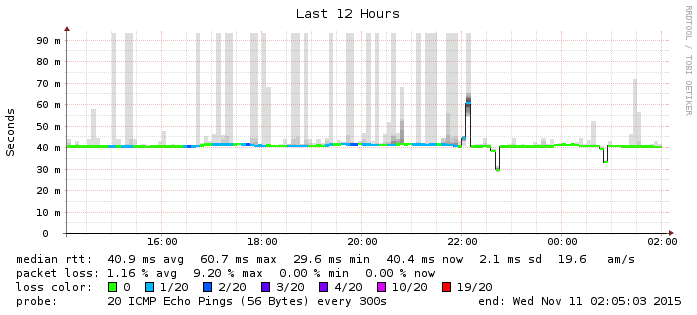 Last 12 Hours
RRDTOOL / TOBI OETIKER
Seconds
90 m
80 m
70 m
60 m
50 m
40 m
30 m
20 m
10 m
0
16:00 18:00 20:00 22:00 00:00 02:00
median rtt: 40.9 ms avg 60.7 ms max 29.6 ms min 40.4 ms now 2.1 ms sd 19.6 am/s
packet loss: 1.16 % avg 9.20 % max 0.00 % min 0.00 % now
loss color: 0 1/20 2/20 3/20 4/20 10/20 19/20
probe: 20 ICMP Echo Pings (56 Bytes) every 300s end: Wed Nov 11 02:05:03 2015